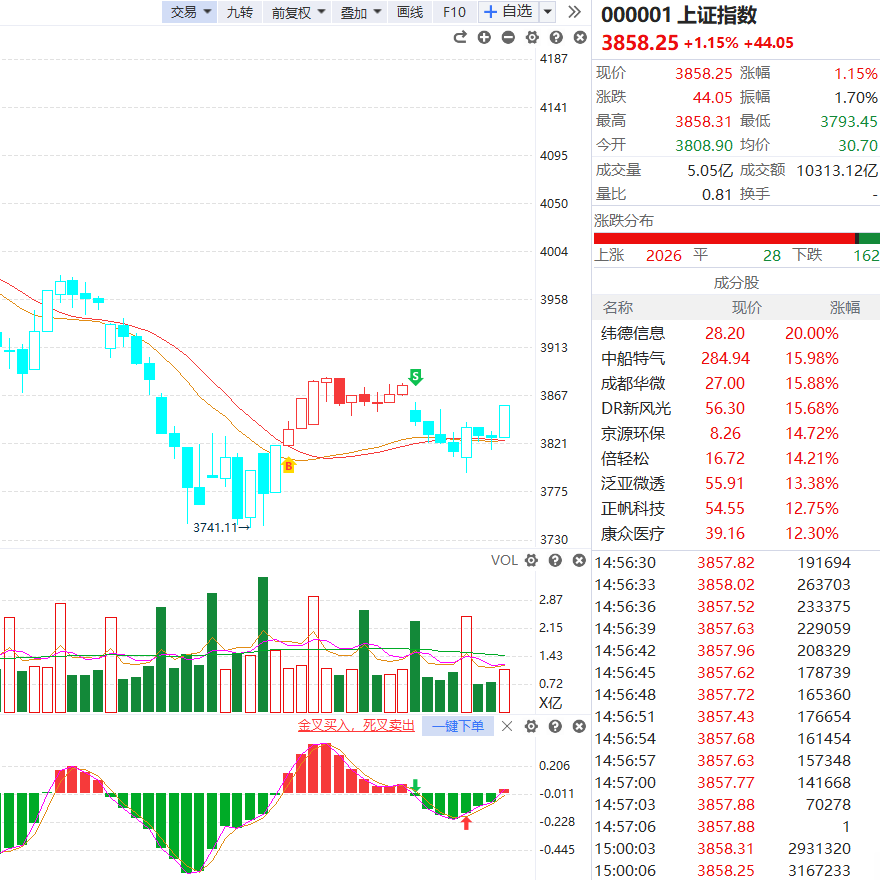 交易 九转 前复权 叠加 画线 F10 + 自选
4187
4141
4095
4050
4004
3958
3913
3867
3821
3775
3730
S
B
3741.11→
VOL
2.87
2.15
1.43
0.72
X亿
金叉买入，死叉卖出 一键下单
0.206
-0.011
-0.228
-0.445
000001 上证指数
3858.25 +1.15% +44.05
现价 3858.25 涨幅 1.15%
涨跌 44.05 振幅 1.70%
最高 3858.31 最低 3793.45
今开 3808.90 均价 30.70
成交量 5.05亿 成交额 10313.12亿
量比 0.81 换手 -
涨跌分布
上涨 2026 平 28 下跌 162
成分股
名称 现价 涨幅
纬德信息 28.20 20.00%
中船特气 284.94 15.98%
成都华微 27.00 15.88%
DR新风光 56.30 15.68%
京源环保 8.26 14.72%
倍轻松 16.72 14.21%
泛亚微透 55.91 13.38%
正帆科技 54.55 12.75%
康众医疗 39.16 12.30%
14:56:30 3857.82 191694
14:56:33 3858.02 263703
14:56:36 3857.52 233375
14:56:39 3857.63 229059
14:56:42 3857.96 208329
14:56:45 3857.62 178739
14:56:48 3857.72 165360
14:56:51 3857.43 176654
14:56:54 3857.68 161454
14:56:57 3857.63 157348
14:57:00 3857.77 141668
14:57:03 3857.88 70278
14:57:06 3857.88 1
15:00:03 3858.31 2931320
15:00:06 3858.25 3167233